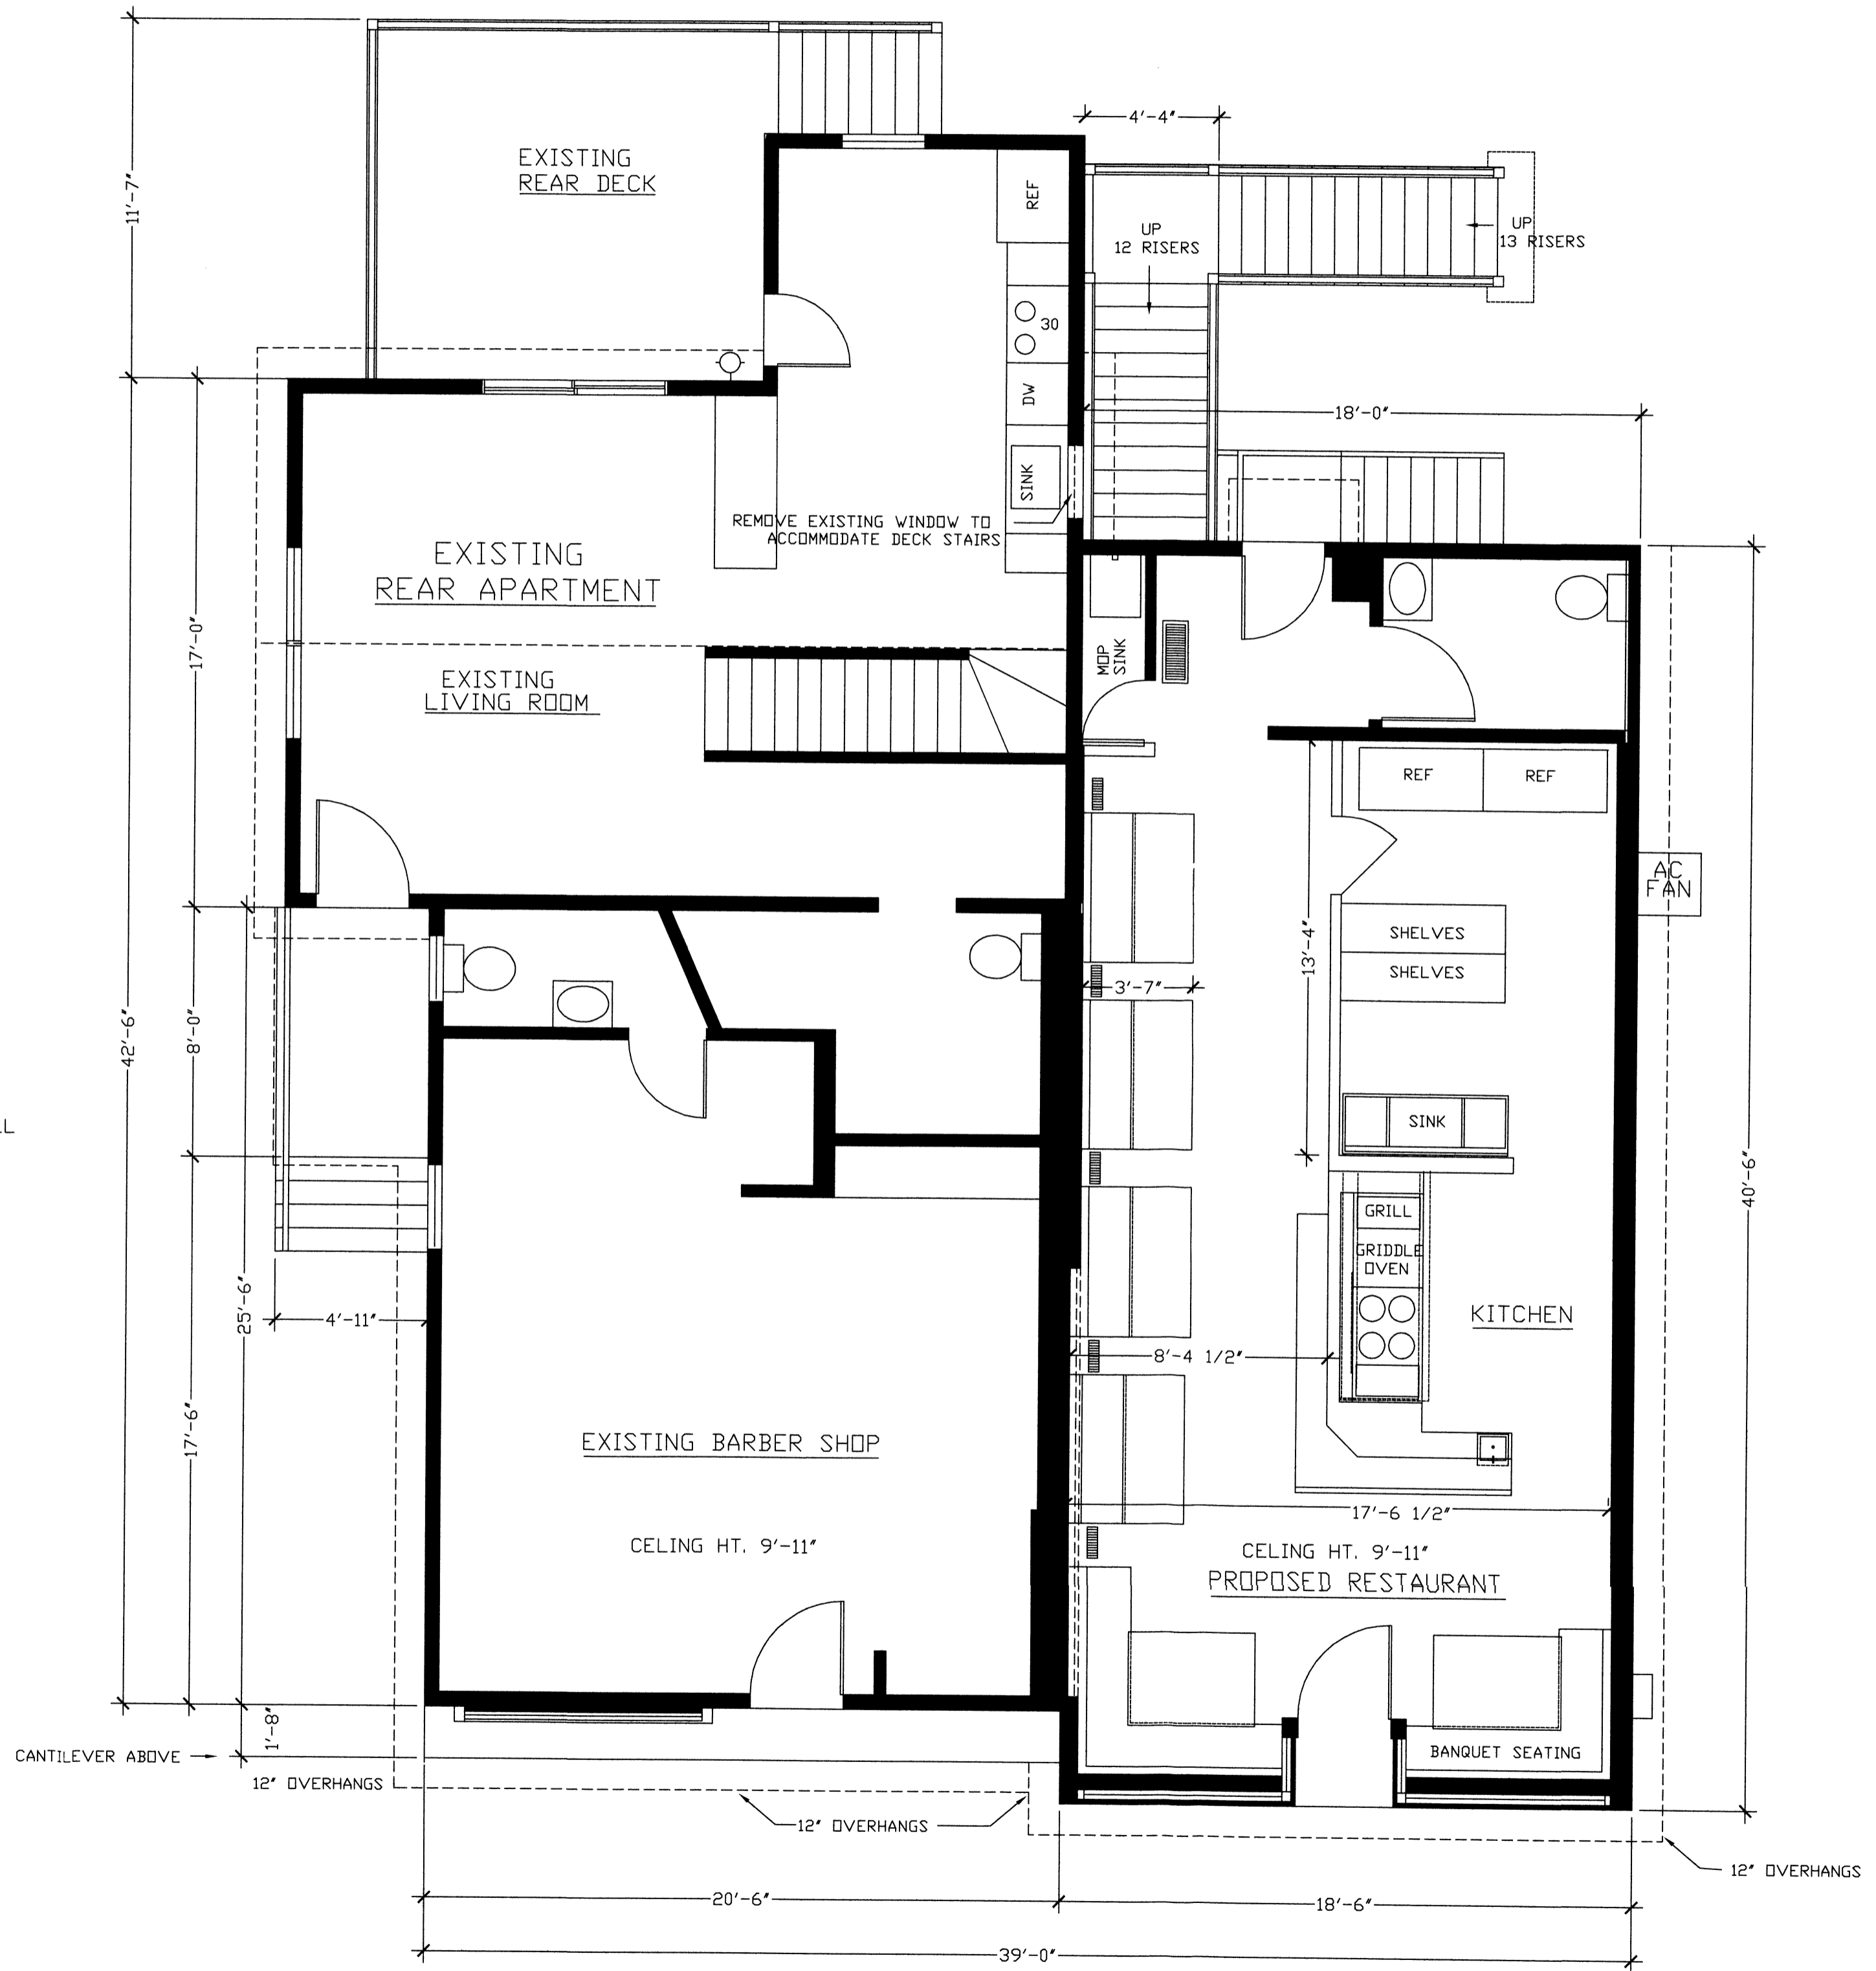 4'-4"
11'-7"
EXISTING
REAR DECK
REF
UP
12 RISERS
UP
13 RISERS
30
DW
18'-0"
SINK
REMOVE EXISTING WINDOW TO
ACCOMMODATE DECK STAIRS
EXISTING
REAR APARTMENT
17'-0"
MOP
SINK
EXISTING
LIVING ROOM
REF
REF
AC
FAN
SHELVES
SHELVES
13'-4"
3'-7"
42'-6"
8'-0"
SINK
40'-6"
GRILL
GRIDDLE
OVEN
25'-6"
4'-11"
KITCHEN
8'-4 1/2"
17'-6"
EXISTING BARBER SHOP
17'-6 1/2"
CELING HT. 9'-11"
CELING HT. 9'-11"
PROPOSED RESTAURANT
1'-8"
CANTILEVER ABOVE
BANQUET SEATING
12" OVERHANGS
12" OVERHANGS
12" OVERHANGS
20'-6"
18'-6"
39'-0"